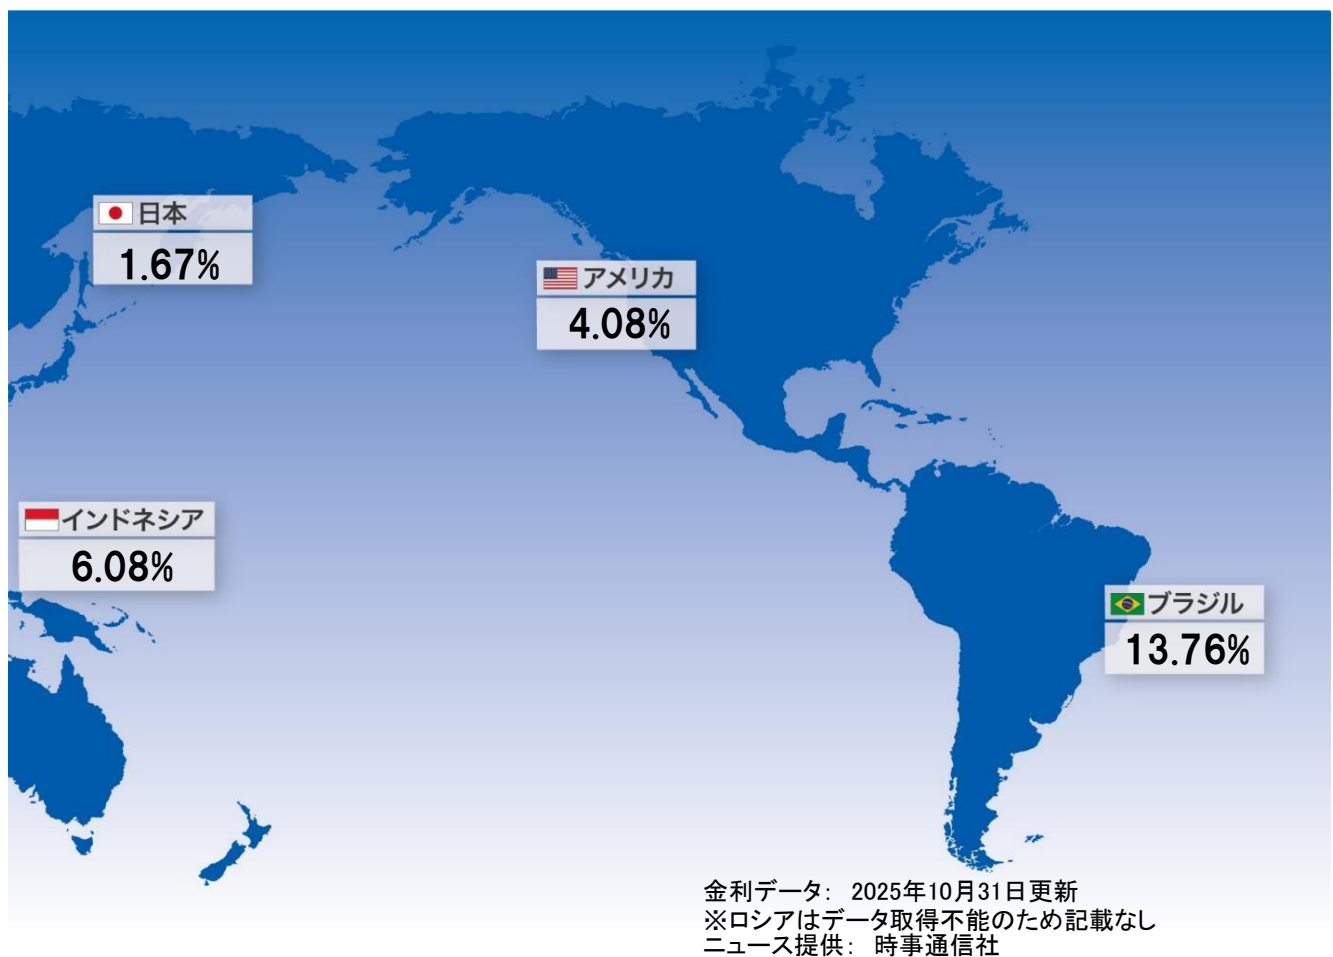 日本
1.67%
アメリカ
4.08%
インドネシア
6.08%
ブラジル
13.76%
金利データ： 2025年10月31日更新
※ロシアはデータ取得不能のため記載なし
ニュース提供： 時事通信社